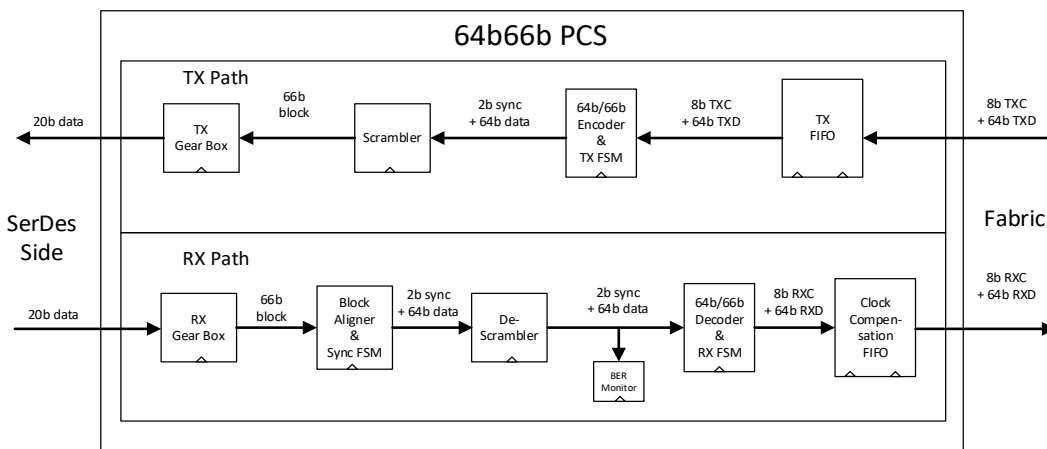 64b66b PCS
TX Path
20b data
TX
Gear Box
66b
block
Scrambler
2b sync
+ 64b data
64b/66b
Encoder
&
TX FSM
8b TXC
+ 64b TXD
TX
FIFO
8b TXC
+ 64b TXD
SerDes
Side
Fabric
RX Path
20b data
RX
Gear Box
66b
block
Block
Aligner
&
Sync FSM
2b sync
+ 64b data
De-
Scrambler
2b sync
+ 64b data
BER
Monitor
64b/66b
Decoder
&
RX FSM
8b RXC
+ 64b RXD
Clock
Compen-
sation
FIFO
8b RXC
+ 64b RXD